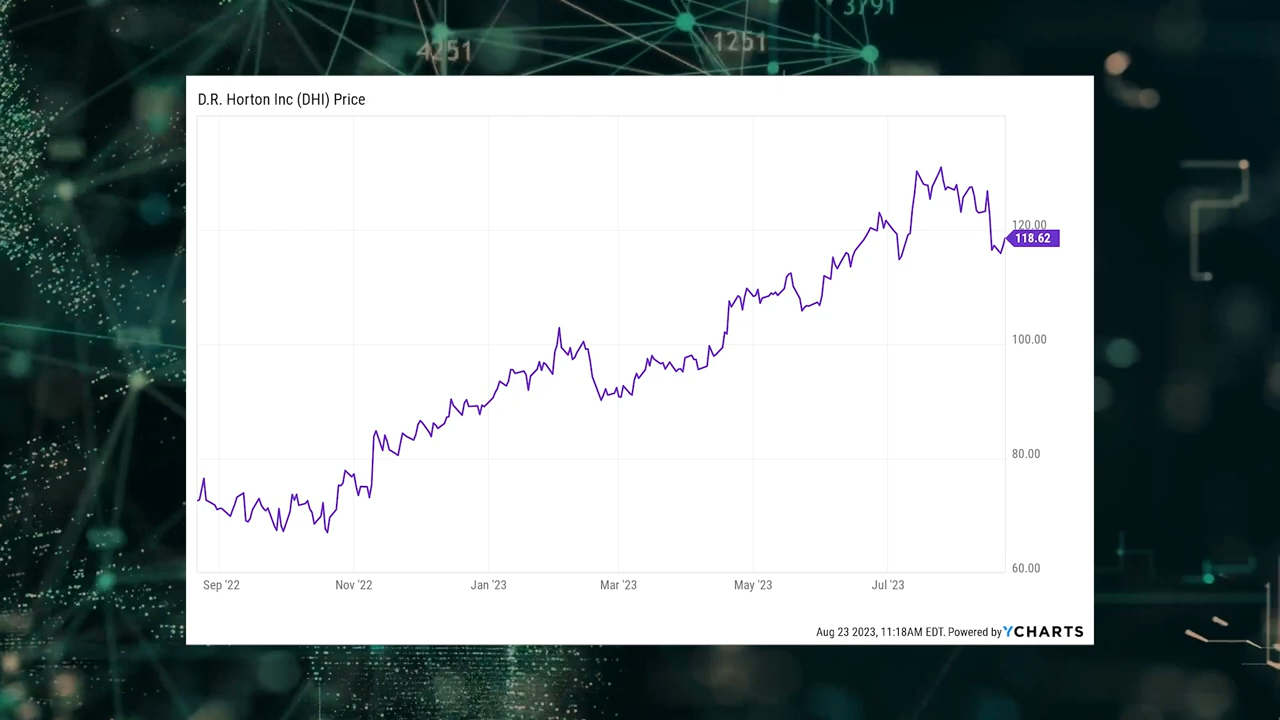 3791
4251
1251
D.R. Horton Inc (DHI) Price
120.00
118.62
100.00
80.00
60.00
Sep '22 Nov '22 Jan '23 Mar '23 May '23 Jul '23
Aug 23 2023, 11:18AM EDT. Powered by YCHARTS